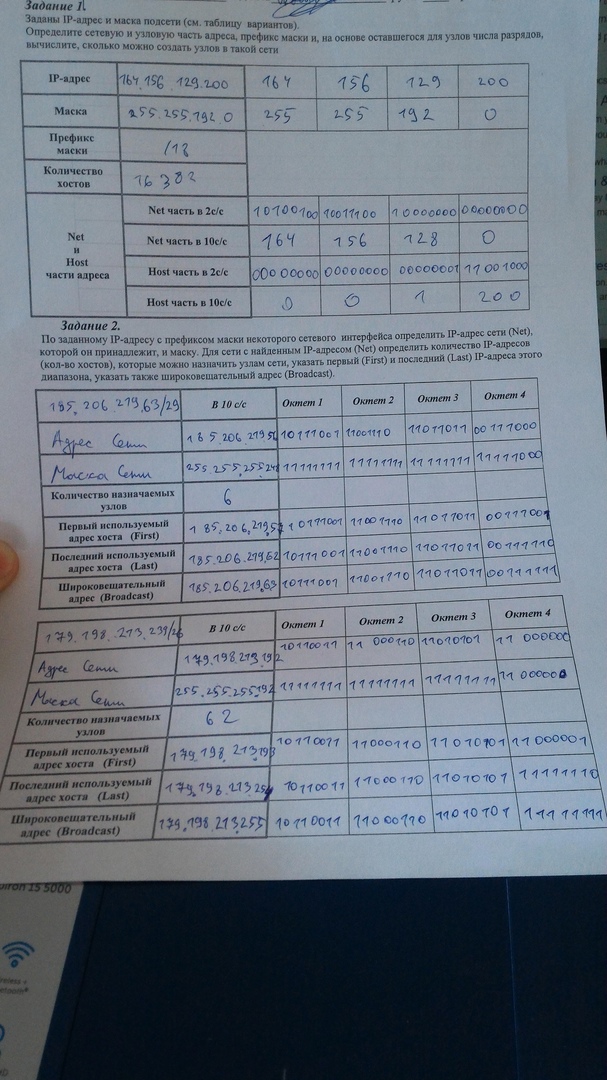 Задание 1.
Заданы IP-адрес и маска подсети (см. таблицу вариантов).
Определите сетевую и узловую часть адреса, префикс маски и, на основе оставшегося для узлов числа разрядов,
вычислите, сколько можно создать узлов в такой сети
IP-адрес 164.156.129.200 164 156 129 200
Маска 255.255.192.0 255 255 192 0
Префикс маски /18
Количество хостов 16382
Net и Host части адреса
Net часть в 2с/с 10100100 10011100 10000000 00000000
Net часть в 10с/с 164 156 128 0
Host часть в 2с/с 00000000 00000000 00000001 11001000
Host часть в 10с/с 0 0 1 200
Задание 2.
По заданному IP-адресу с префиксом маски некоторого сетевого интерфейса определить IP-адрес сети (Net),
которой он принадлежит, и маску. Для сети с найденным IP-адресом (Net) определить количество IP-адресов
(кол-во хостов), которые можно назначить узлам сети, указать первый (First) и последний (Last) IP-адреса этого
диапазона, указать также широковещательный адрес (Broadcast).
185.206.219.63/29 В 10 с/с Октет 1 Октет 2 Октет 3 Октет 4
Адрес Сети 185.206.219.56 10111001 11001110 11011011 00111000
Маска Сети 255.255.255.248 11111111 11111111 11111111 11111000
Количество назначаемых узлов 6
Первый используемый адрес хоста (First) 185.206.219.57 10111001 11001110 11011011 00111001
Последний используемый адрес хоста (Last) 185.206.219.62 10111001 11001110 11011011 00111110
Широковещательный адрес (Broadcast) 185.206.219.63 10111001 11001110 11011011 00111111
179.198.213.239/26 В 10 с/с Октет 1 Октет 2 Октет 3 Октет 4
Адрес Сети 179.198.213.192 10110011 11000110 11010101 11000000
Маска Сети 255.255.255.192 11111111 11111111 11111111 11000000
Количество назначаемых узлов 62
Первый используемый адрес хоста (First) 179.198.213.193 10110011 11000110 11010101 11000001
Последний используемый адрес хоста (Last) 179.198.213.254 10110011 11000110 11010101 11111110
Широковещательный адрес (Broadcast) 179.198.213.255 10110011 11000110 11010101 11111111
15 5000